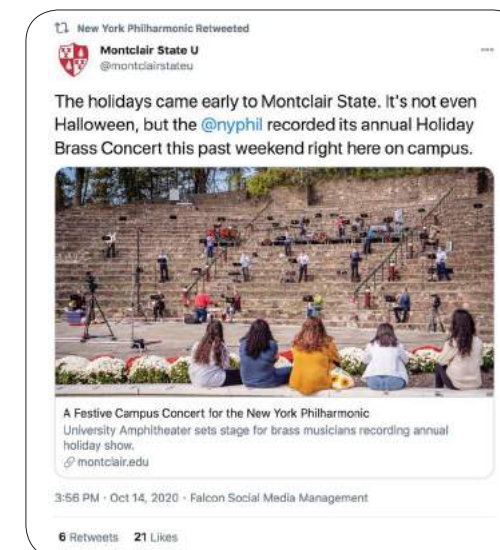 New York Philharmonic Retweeted
Montclair State U
@montclairstateu
The holidays came early to Montclair State. It's not even
Halloween, but the @nyphil recorded its annual Holiday
Brass Concert this past weekend right here on campus.
A Festive Campus Concert for the New York Philharmonic
University Amphitheater sets stage for brass musicians recording annual
holiday show.
montclair.edu
3:56 PM · Oct 14, 2020 · Falcon Social Media Management
6 Retweets 21 Likes